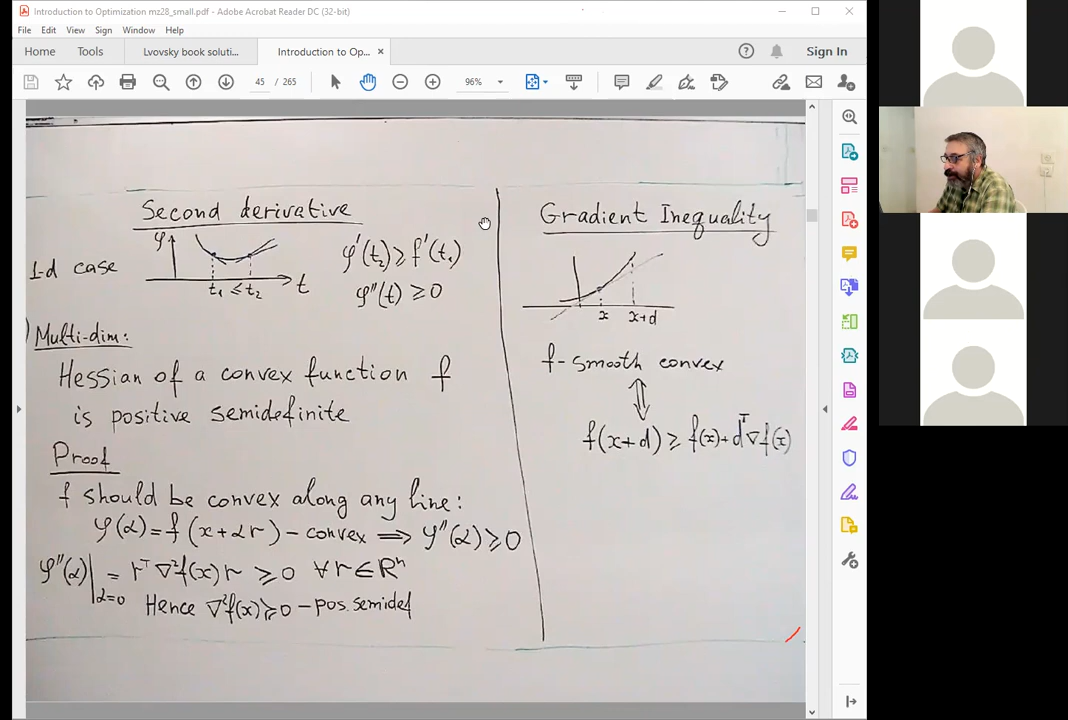 Introduction to Optimization mz28_small.pdf - Adobe Acrobat Reader DC (32-bit)
File Edit View Sign Window Help
Home Tools Lvovsky book soluti... Introduction to Op... × Sign In
45 / 265 96%
Second derivative
1-d case
φ t₁ ≤ t₂ t
φ'(t₂) ≥ f'(t₁)
φ''(t) ≥ 0
Multi-dim:
Hessian of a convex function f
is positive semidefinite
Proof
f should be convex along any line:
φ(α) = f(x+αr) - convex ⟹ φ''(α) ≥ 0
φ''(α)|α=0 = rᵀ∇²f(x)r ≥ 0 ∀r∈Rⁿ
Hence ∇²f(x) ≽ 0 - pos. semidef
Gradient Inequality
x x+d
f - smooth convex
⇕
f(x+d) ≥ f(x) + dᵀ∇f(x)